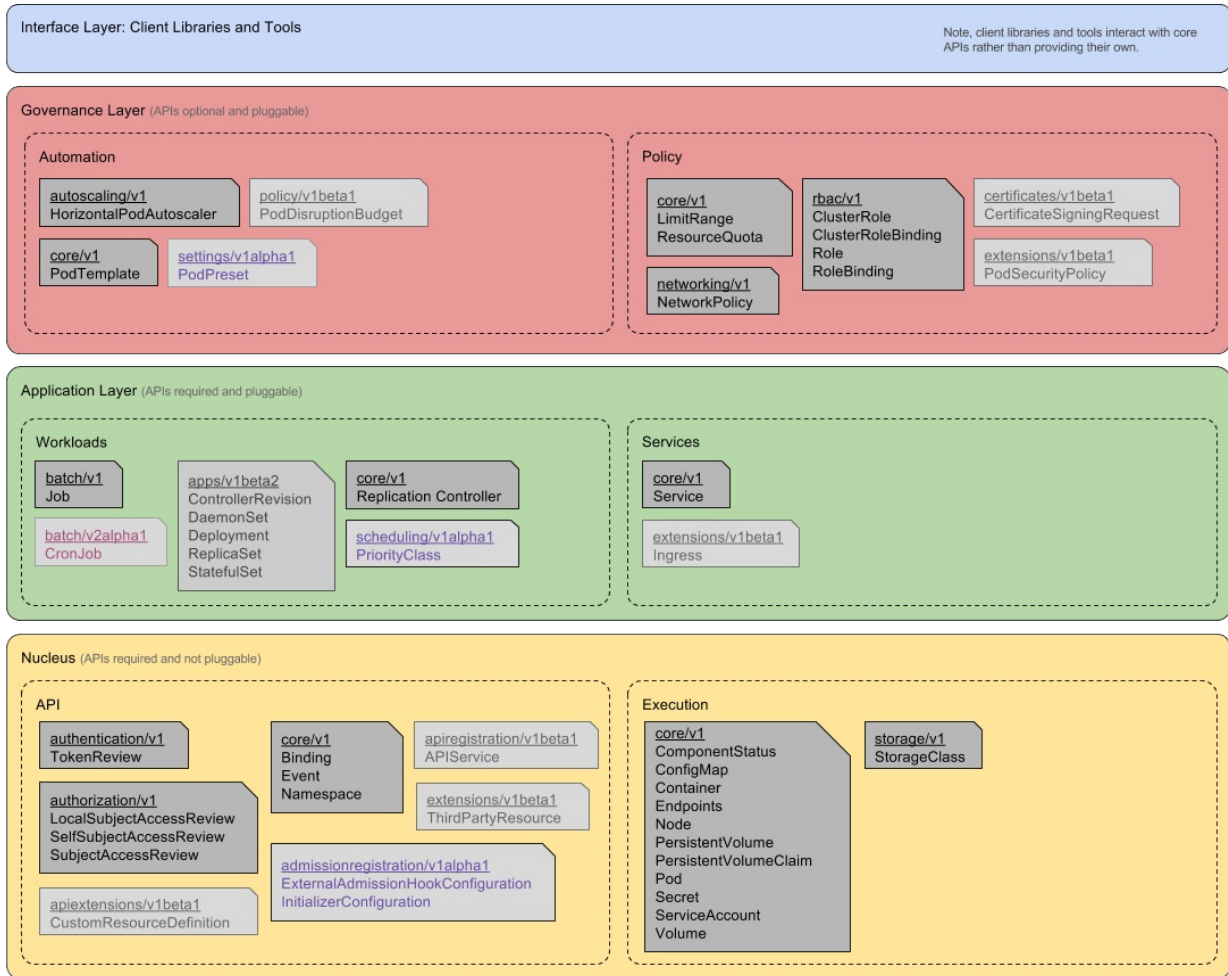 Interface Layer: Client Libraries and Tools
Note, client libraries and tools interact with core
APIs rather than providing their own.
Governance Layer (APIs optional and pluggable)
Automation
autoscaling/v1
HorizontalPodAutoscaler
policy/v1beta1
PodDisruptionBudget
core/v1
PodTemplate
settings/v1alpha1
PodPreset
Policy
core/v1
LimitRange
ResourceQuota
networking/v1
NetworkPolicy
rbac/v1
ClusterRole
ClusterRoleBinding
Role
RoleBinding
certificates/v1beta1
CertificateSigningRequest
extensions/v1beta1
PodSecurityPolicy
Application Layer (APIs required and pluggable)
Workloads
batch/v1
Job
batch/v2alpha1
CronJob
apps/v1beta2
ControllerRevision
DaemonSet
Deployment
ReplicaSet
StatefulSet
core/v1
Replication Controller
scheduling/v1alpha1
PriorityClass
Services
core/v1
Service
extensions/v1beta1
Ingress
Nucleus (APIs required and not pluggable)
API
authentication/v1
TokenReview
authorization/v1
LocalSubjectAccessReview
SelfSubjectAccessReview
SubjectAccessReview
apiextensions/v1beta1
CustomResourceDefinition
core/v1
Binding
Event
Namespace
apiregistration/v1beta1
APIService
extensions/v1beta1
ThirdPartyResource
admissionregistration/v1alpha1
ExternalAdmissionHookConfiguration
InitializerConfiguration
Execution
core/v1
ComponentStatus
ConfigMap
Container
Endpoints
Node
PersistentVolume
PersistentVolumeClaim
Pod
Secret
ServiceAccount
Volume
storage/v1
StorageClass